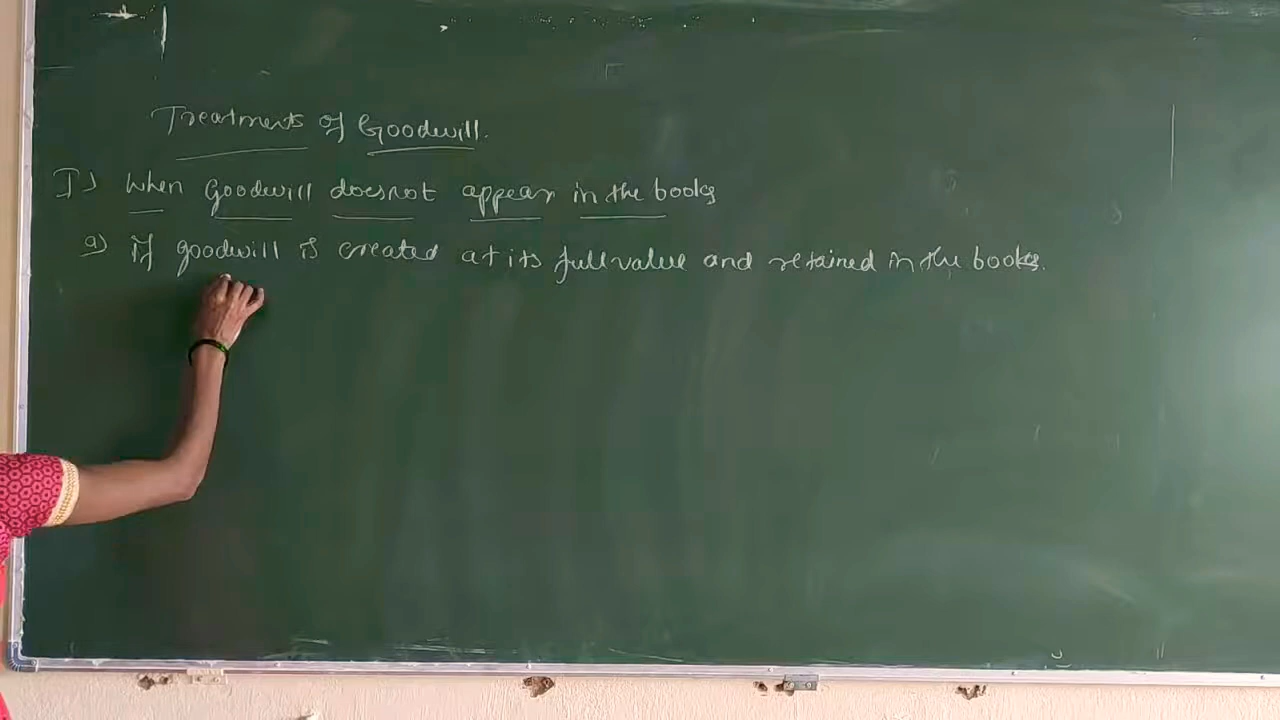 Treatments of Goodwill.
I) When Goodwill doesnot appear in the books
a) If goodwill is created at its full value and retained in the books.